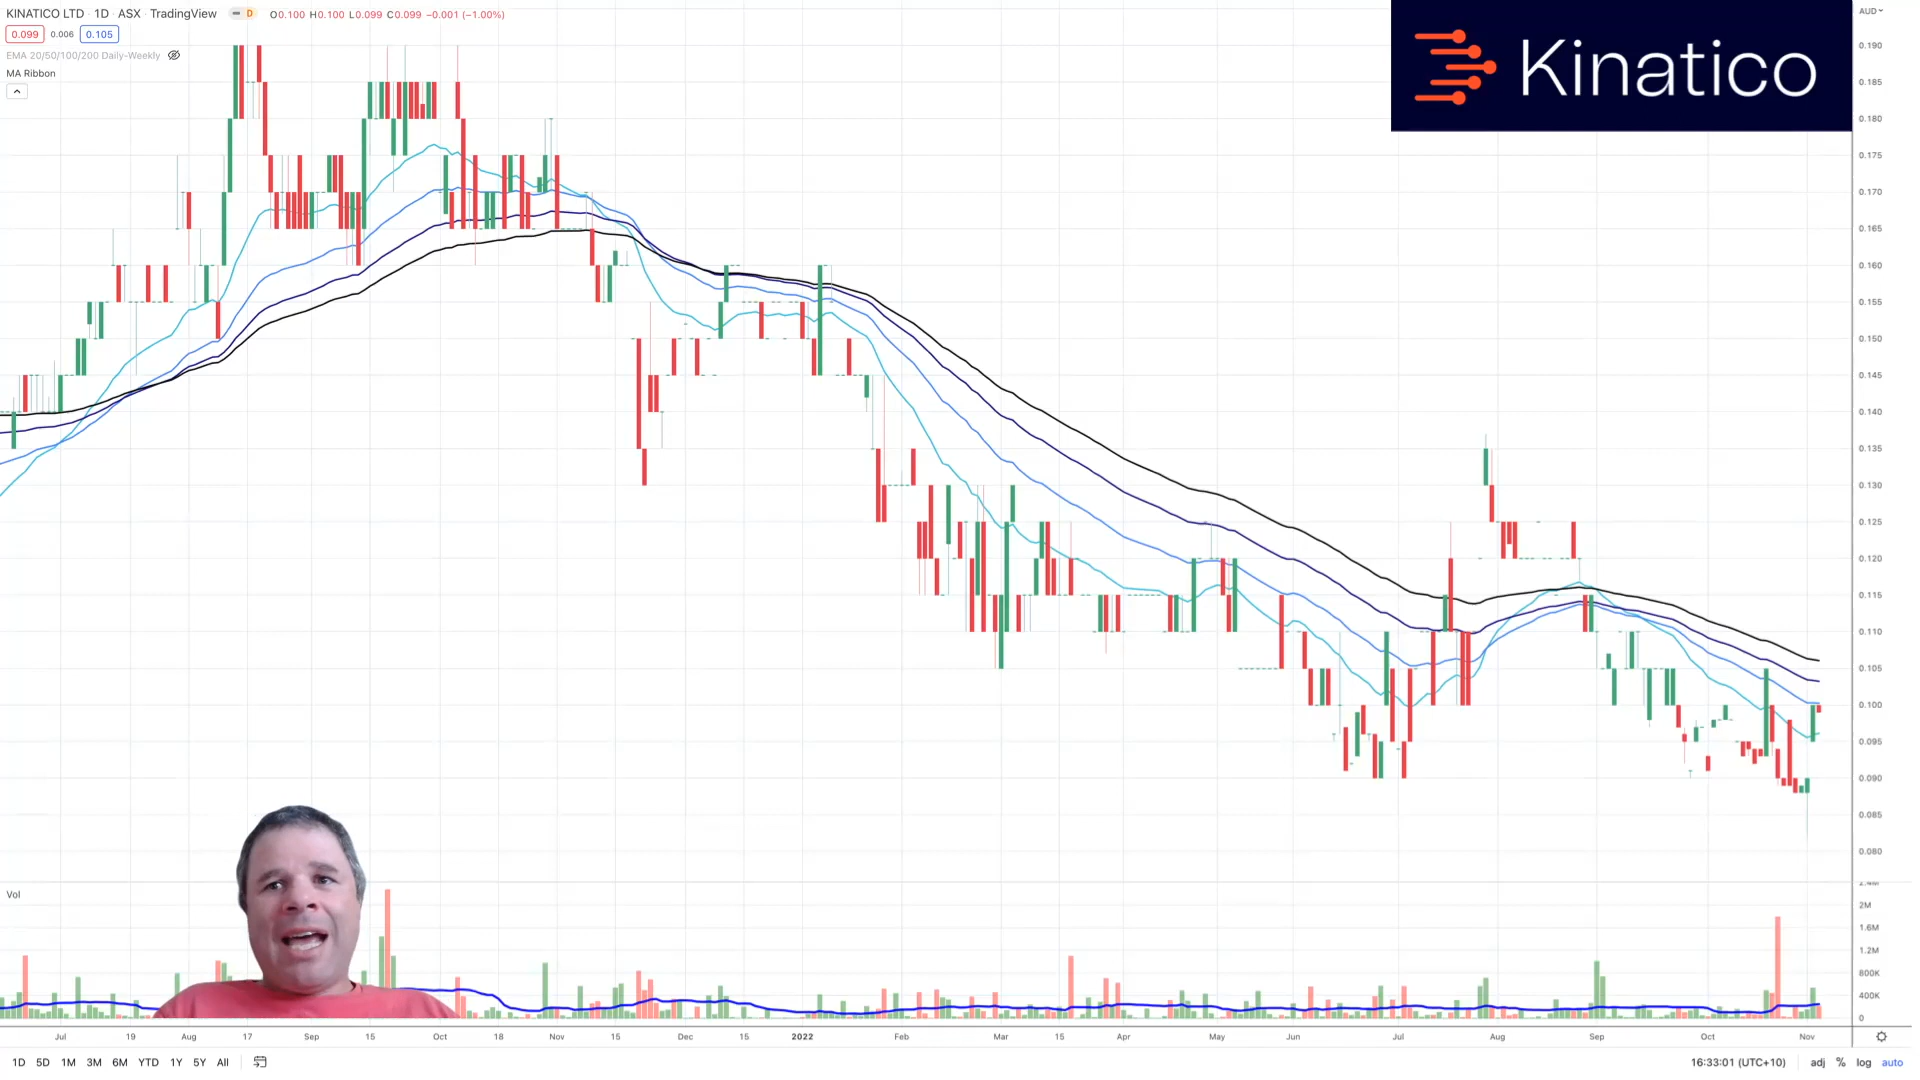 KINATICO LTD · 1D · ASX · TradingView D O0.100 H0.100 L0.099 C0.099 −0.001 (−1.00%)
0.099 0.006 0.105
EMA 20/50/100/200 Daily-Weekly
MA Ribbon
Kinatico
AUD
0.190
0.185
0.180
0.175
0.170
0.165
0.160
0.155
0.150
0.145
0.140
0.135
0.130
0.125
0.120
0.115
0.110
0.105
0.100
0.095
0.090
0.085
0.080
Vol
2.4M
2M
1.6M
1.2M
800K
400K
0
Jul 19 Aug 17 Sep 15 Oct 18 Nov 15 Dec 15 2022 Feb Mar 15 Apr May Jun Jul Aug Sep Oct Nov
1D 5D 1M 3M 6M YTD 1Y 5Y All 16:33:01 (UTC+10) adj % log auto